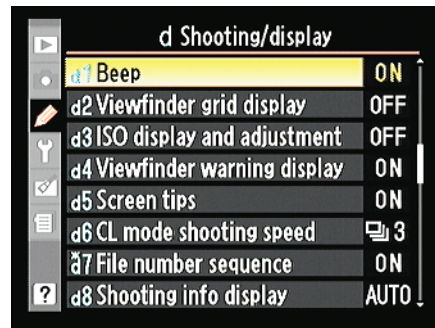 d Shooting/display
d1 Beep ON
d2 Viewfinder grid display OFF
d3 ISO display and adjustment OFF
d4 Viewfinder warning display ON
d5 Screen tips ON
d6 CL mode shooting speed 3
d7 File number sequence ON
? d8 Shooting info display AUTO